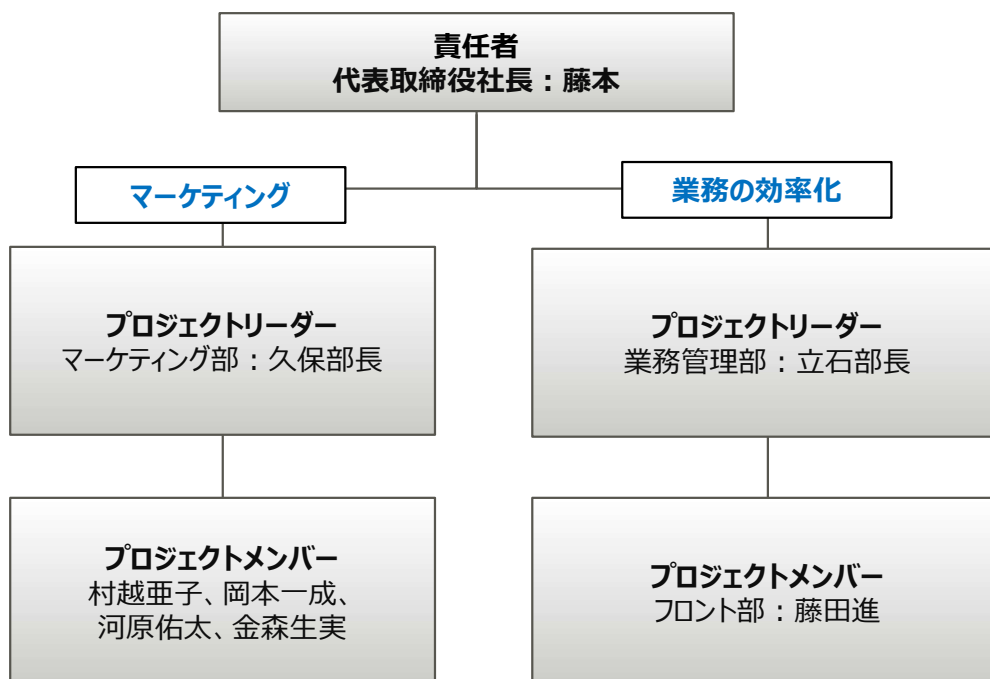 責任者
代表取締役社長：藤本
マーケティング
業務の効率化
プロジェクトリーダー
マーケティング部：久保部長
プロジェクトリーダー
業務管理部：立石部長
プロジェクトメンバー
村越亜子、岡本一成、
河原佑太、金森生実
プロジェクトメンバー
フロント部：藤田進